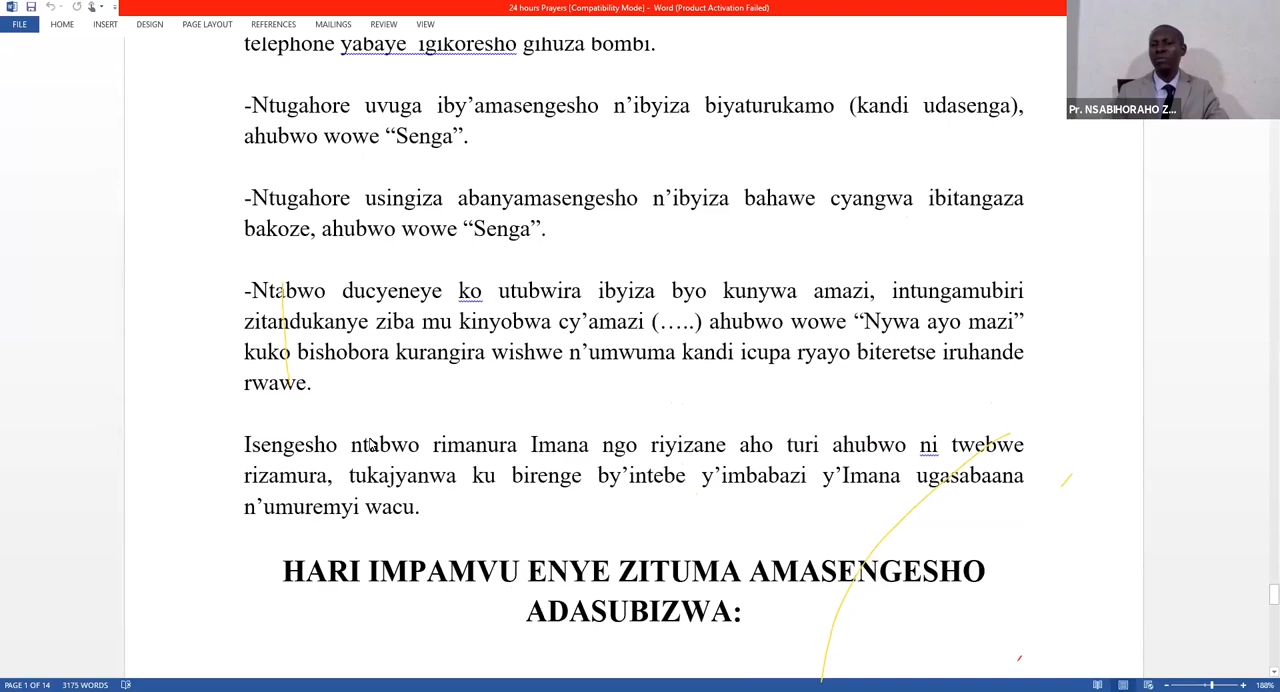 24 hours Prayers [Compatibility Mode] - Word (Product Activation Failed)
FILE HOME INSERT DESIGN PAGE LAYOUT REFERENCES MAILINGS REVIEW VIEW
Pr. NSABIHORAHO Z...
telephone yabaye igikoresho gihuza bombi.
-Ntugahore uvuga iby’amasengesho n’ibyiza biyaturukamo (kandi udasenga),
ahubwo wowe “Senga”.
-Ntugahore usingiza abanyamasengesho n’ibyiza bahawe cyangwa ibitangaza
bakoze, ahubwo wowe “Senga”.
-Ntabwo ducyeneye ko utubwira ibyiza byo kunywa amazi, intungamubiri
zitandukanye ziba mu kinyobwa cy’amazi (…..) ahubwo wowe “Nywa ayo mazi”
kuko bishobora kurangira wishwe n’umwuma kandi icupa ryayo biteretse iruhande
rwawe.
Isengesho ntabwo rimanura Imana ngo riyizane aho turi ahubwo ni twebwe
rizamura, tukajyanwa ku birenge by’intebe y’imbabazi y’Imana ugasabaana
n’umuremyi wacu.
HARI IMPAMVU ENYE ZITUMA AMASENGESHO
ADASUBIZWA:
PAGE 1 OF 14 3175 WORDS
188%